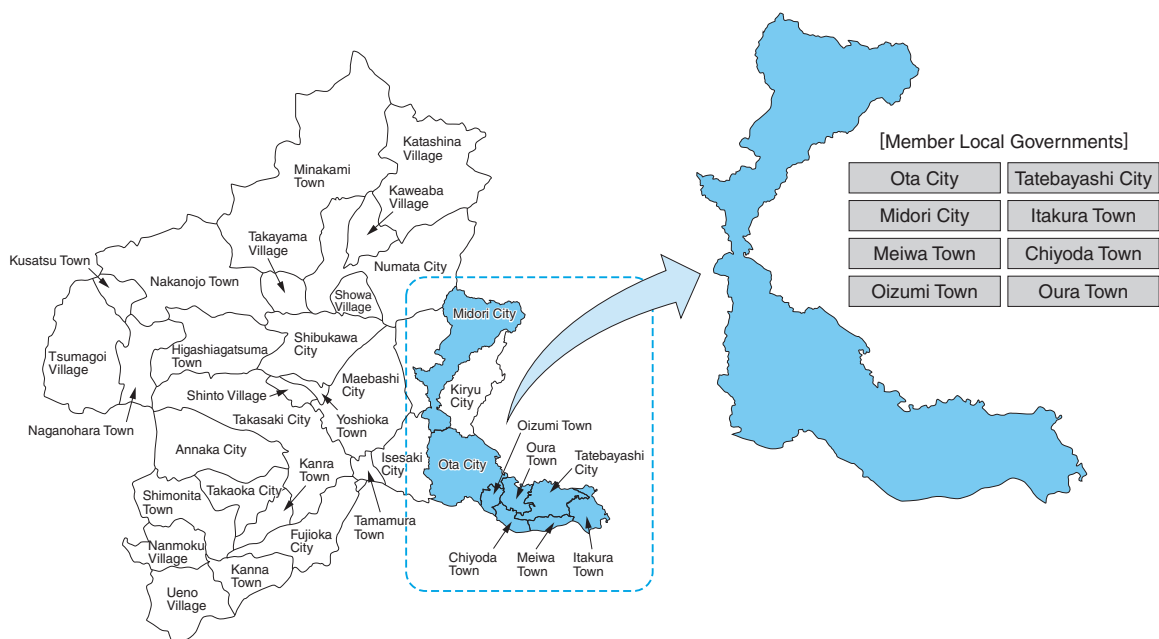 Katashina
Village
Minakami
Town
Kaweaba
Village
Takayama
Village
Kusatsu Town
Nakanojo Town
Numata City
Showa
Village
Midori City
Tsumagoi
Village
Higashiagatsuma
Town
Shibukawa
City
Maebashi
City
Kiryu
City
Shinto Village
Yoshioka
Town
Naganohara Town
Takasaki City
Annaka City
Oizumi Town
Oura
Town
Tatebayashi
City
Ota City
Isesaki
City
Kanra
Town
Takaoka City
Shimonita
Town
Tamamura
Town
Fujioka
City
Nanmoku
Village
Kanna
Town
Chiyoda
Town
Meiwa
Town
Itakura
Town
Ueno
Village
[Member Local Governments]
Ota City
Tatebayashi City
Midori City
Itakura Town
Meiwa Town
Chiyoda Town
Oizumi Town
Oura Town